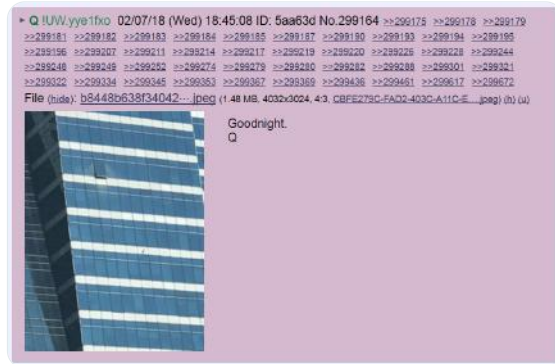 Q !UW.yye1fxo 02/07/18 (Wed) 18:45:08 ID: 5aa63d No.299164 >>299175 >>299178 >>299179
>>299181 >>299182 >>299183 >>299184 >>299185 >>299187 >>299190 >>299193 >>299194 >>299195
>>299196 >>299207 >>299211 >>299214 >>299217 >>299219 >>299220 >>299226 >>299228 >>299244
>>299248 >>299249 >>299252 >>299274 >>299279 >>299280 >>299282 >>299288 >>299301 >>299321
>>299322 >>299334 >>299345 >>299353 >>299367 >>299369 >>299436 >>299461 >>299617 >>299672
File (hide): b8448b638f34042⋯.jpeg (1.48 MB, 4032x3024, 4:3, CBFE279C-FAD2-403C-A11C-E….jpeg) (h) (u)
Goodnight.
Q